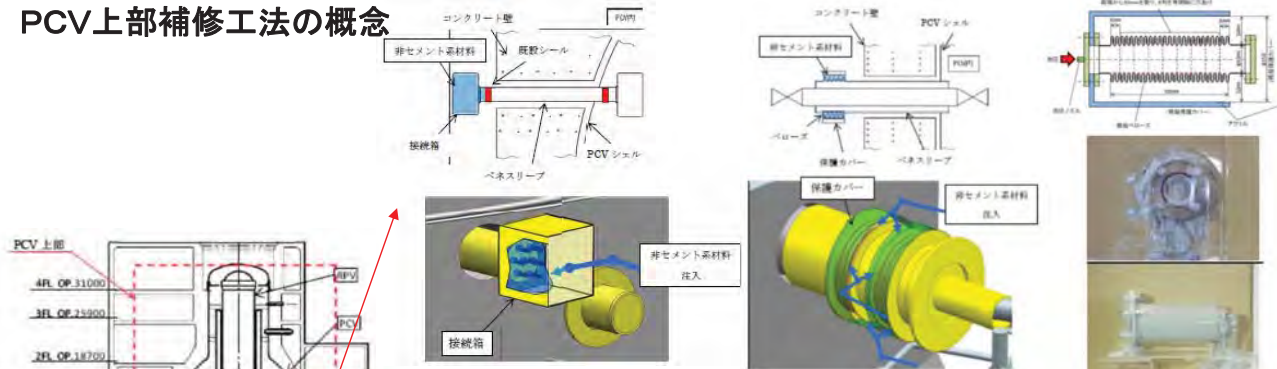 PCV上部補修工法の概念
コンクリート壁
PCV内
非セメント系材料
既設シール
接続箱
PCVシェル
ペネスリーブ
コンクリート壁
PCVシェル
非セメント系材料
PCV内
ベローズ
保護カバー
ペネスリーブ
保護カバー
非セメント系材料
注入
非セメント系材料
注入
接続箱
PCV上部
RPV
4FL OP.31000
3FL OP.25900
PCV
2FL OP.18700